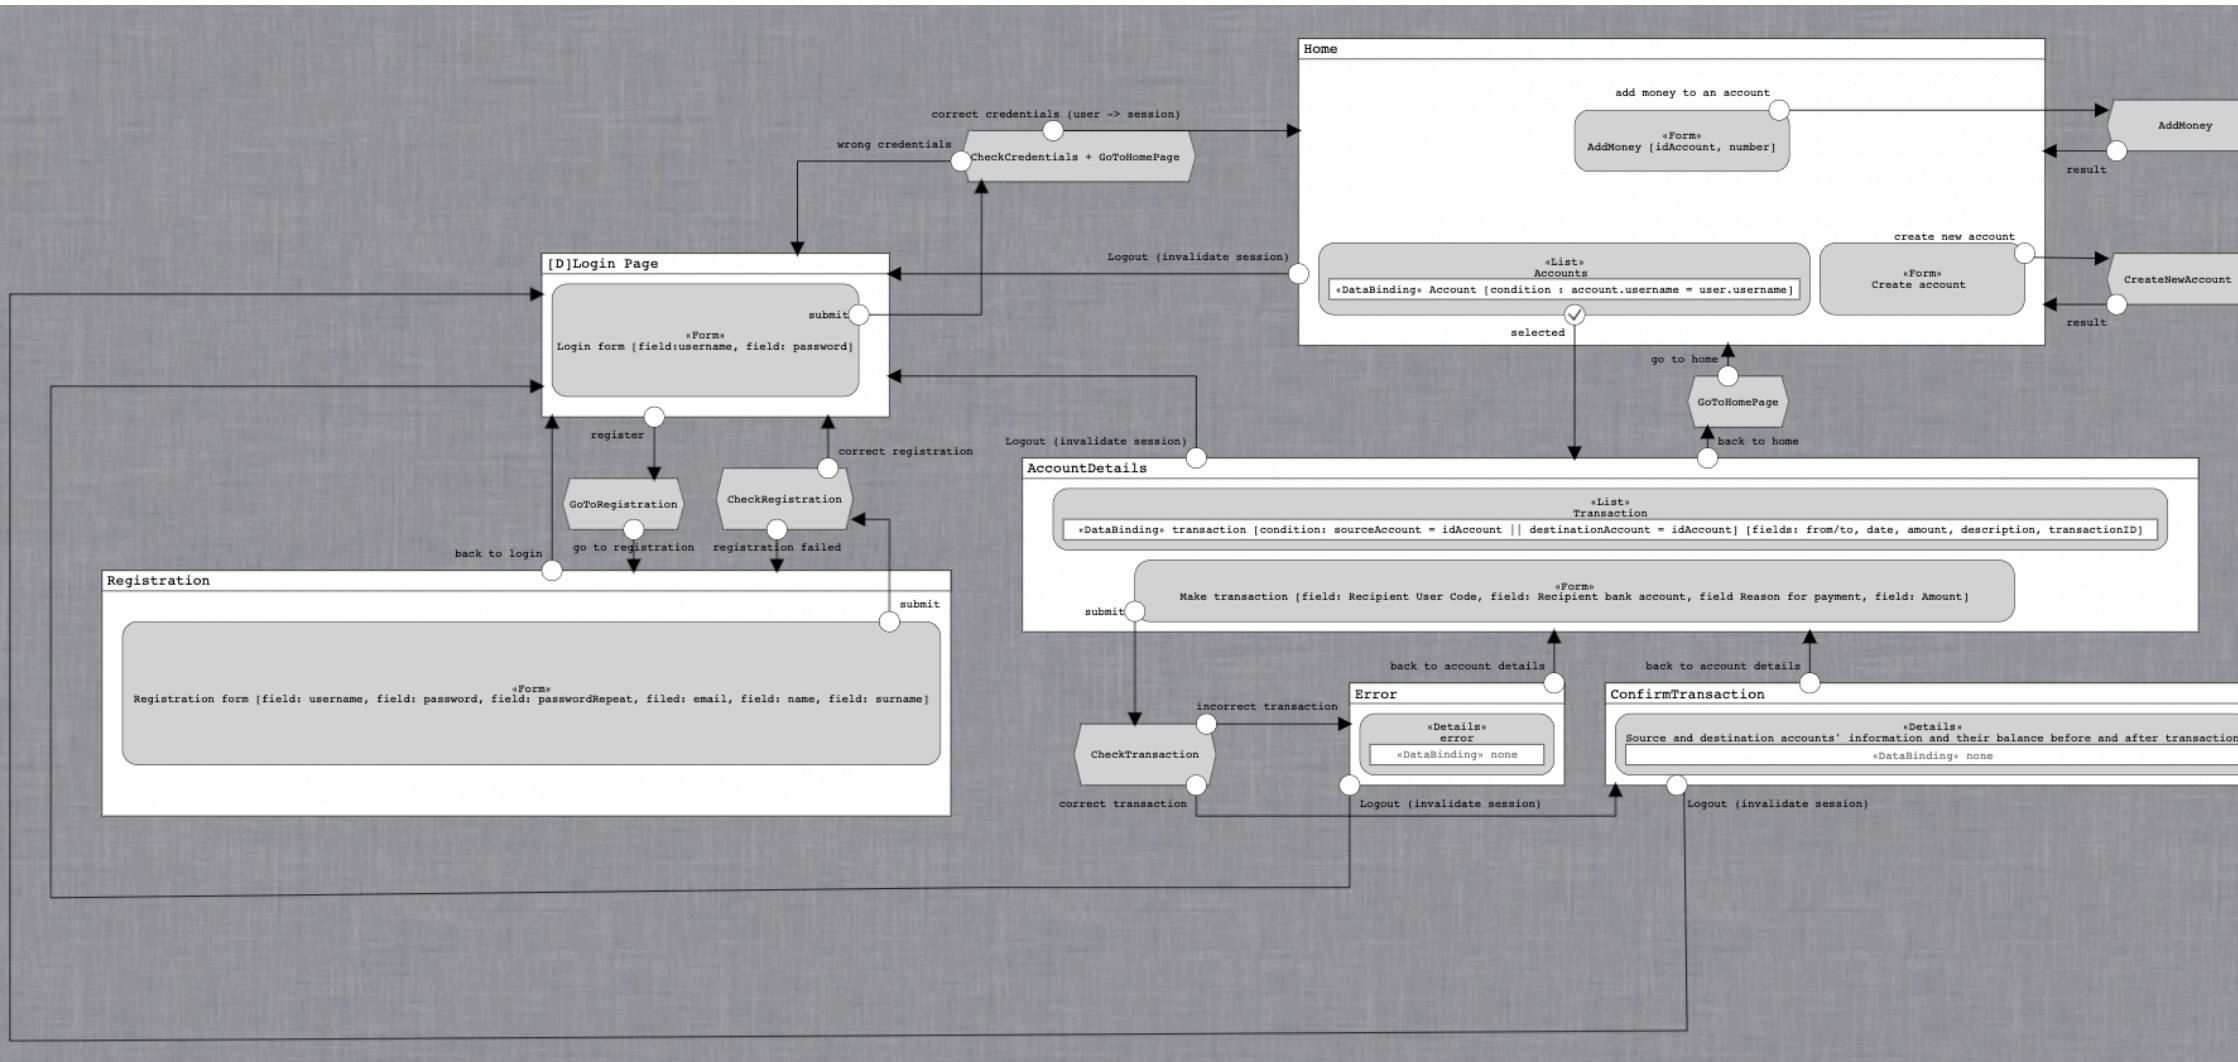 Home
add money to an account
«Form»
AddMoney [idAccount, number]
AddMoney
result
correct credentials (user -> session)
wrong credentials
CheckCredentials + GoToHomePage
create new account
«List»
Accounts
«DataBinding» Account [condition : account.username = user.username]
«Form»
Create account
CreateNewAccount
result
selected
Logout (invalidate session)
[D]Login Page
submit
«Form»
Login form [field:username, field: password]
go to home
GoToHomePage
back to home
register
correct registration
Logout (invalidate session)
GoToRegistration
CheckRegistration
back to login
go to registration
registration failed
AccountDetails
«List»
Transaction
«DataBinding» transaction [condition: sourceAccount = idAccount || destinationAccount = idAccount] [fields: from/to, date, amount, description, transactionID]
«Form»
Make transaction [field: Recipient User Code, field: Recipient bank account, field Reason for payment, field: Amount]
submit
Registration
submit
«Form»
Registration form [field: username, field: password, field: passwordRepeat, filed: email, field: name, field: surname]
back to account details
back to account details
incorrect transaction
CheckTransaction
correct transaction
Error
«Details»
error
«DataBinding» none
Logout (invalidate session)
ConfirmTransaction
«Details»
Source and destination accounts' information and their balance before and after transaction
«DataBinding» none
Logout (invalidate session)